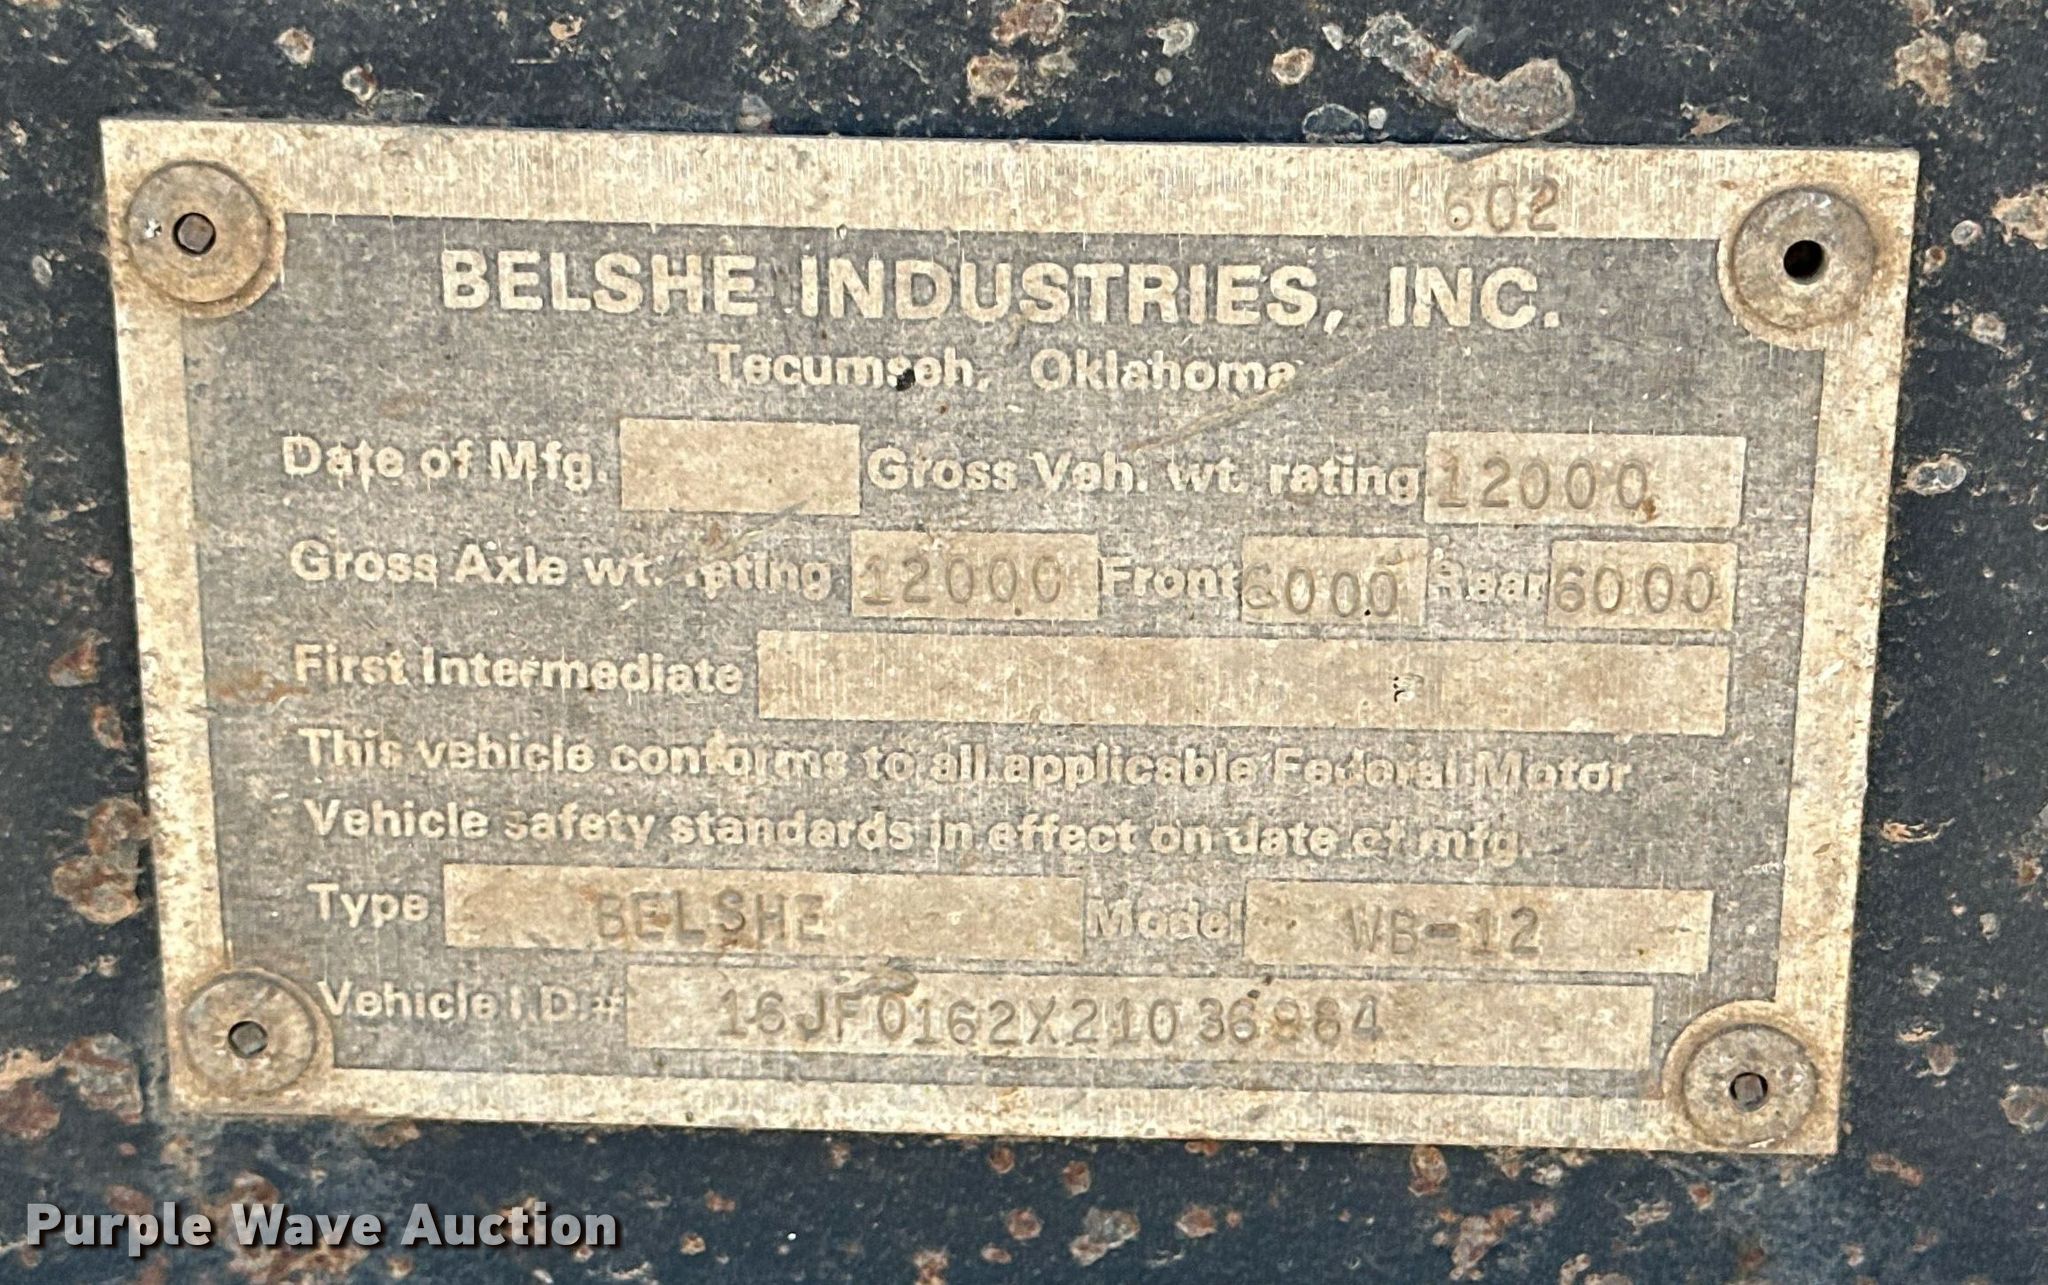 602
BELSHE INDUSTRIES, INC.
Tecumseh, Oklahoma
Date of Mfg. Gross Veh. wt. rating 12000
Gross Axle wt. rating 12000 Front 6000 Rear 6000
First Intermediate
This vehicle conforms to all applicable Federal Motor
Vehicle safety standards in effect on date of mfg.
Type BELSHE Model WB-12
Vehicle I.D.# 16JF0162X21036984
Purple Wave Auction